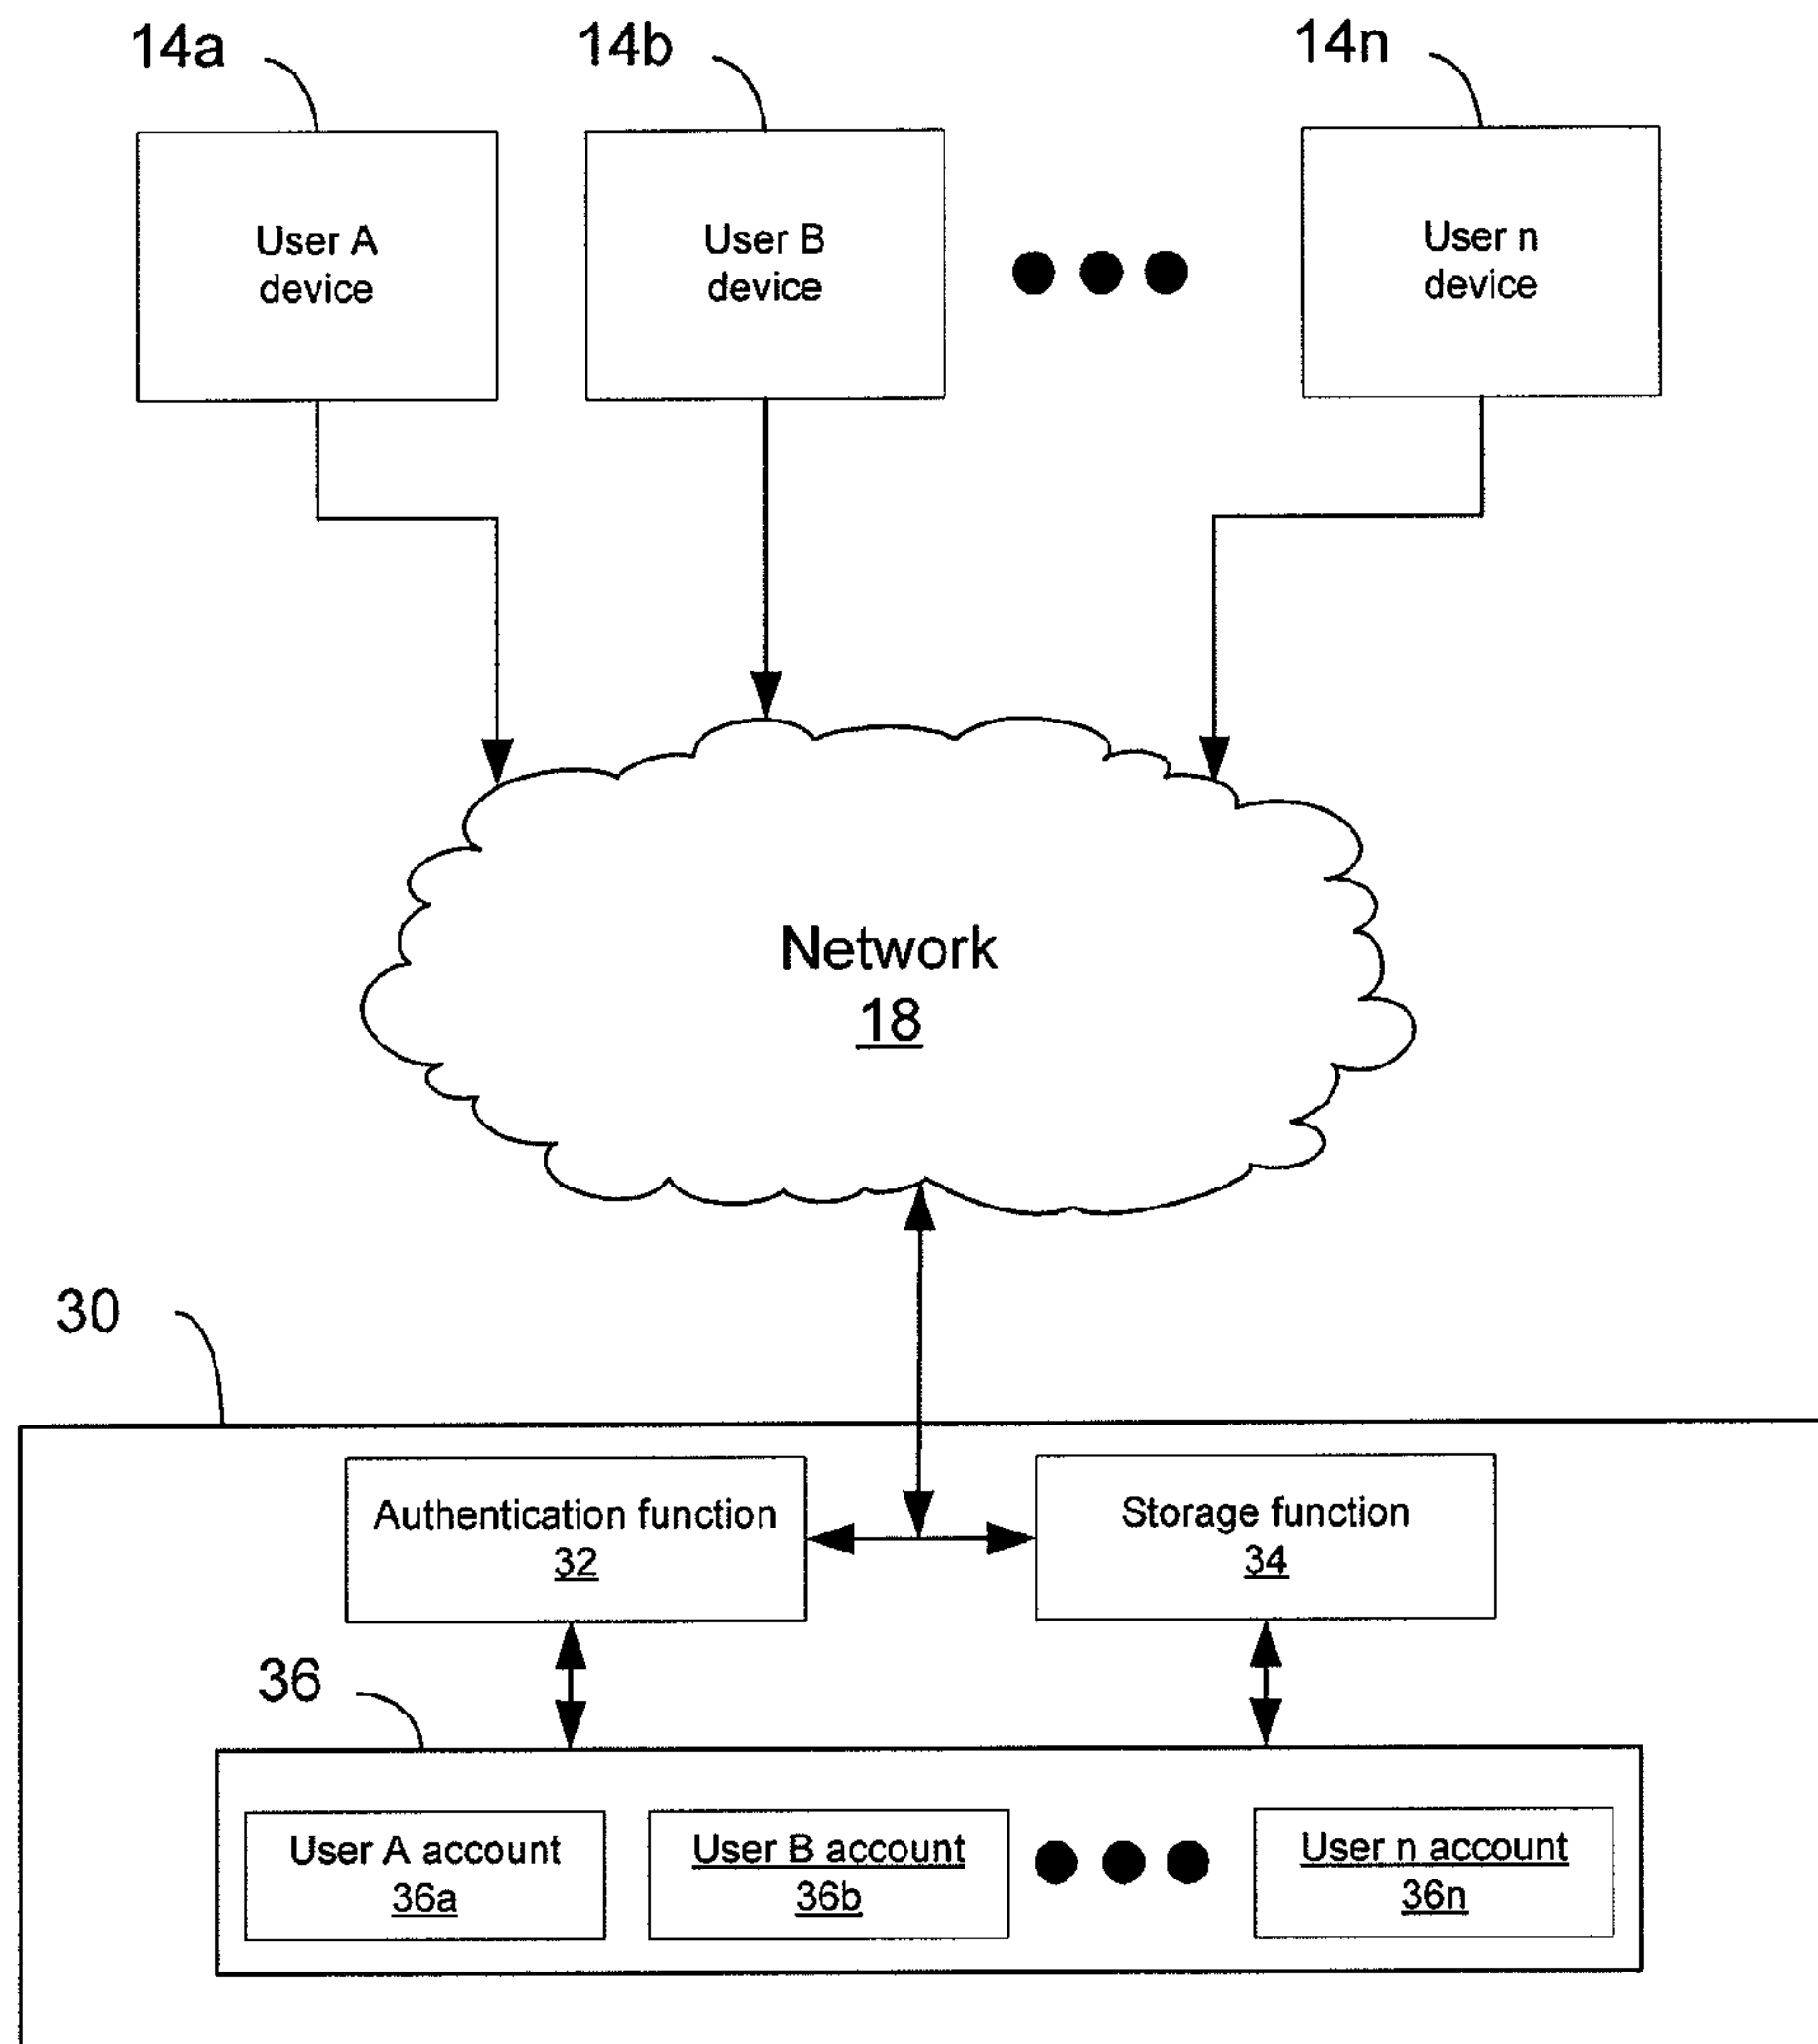 14a
14b
14n
User A
device
User B
device
User n
device
Network
18
30
Authentication function
32
Storage function
34
36
User A account
36a
User B account
36b
User n account
36n